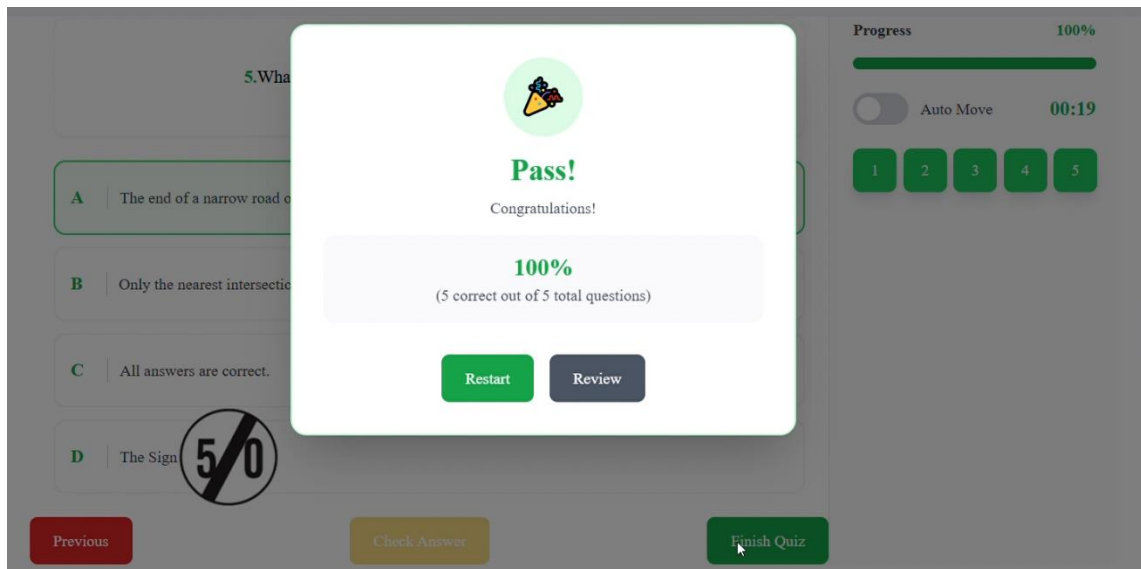 5.Wha
A The end of a narrow road o
B Only the nearest intersectio
C All answers are correct.
D The Sign 50
Previous
Check Answer
Finish Quiz
Pass!
Congratulations!
100%
(5 correct out of 5 total questions)
Restart
Review
Progress 100%
Auto Move 00:19
1 2 3 4 5